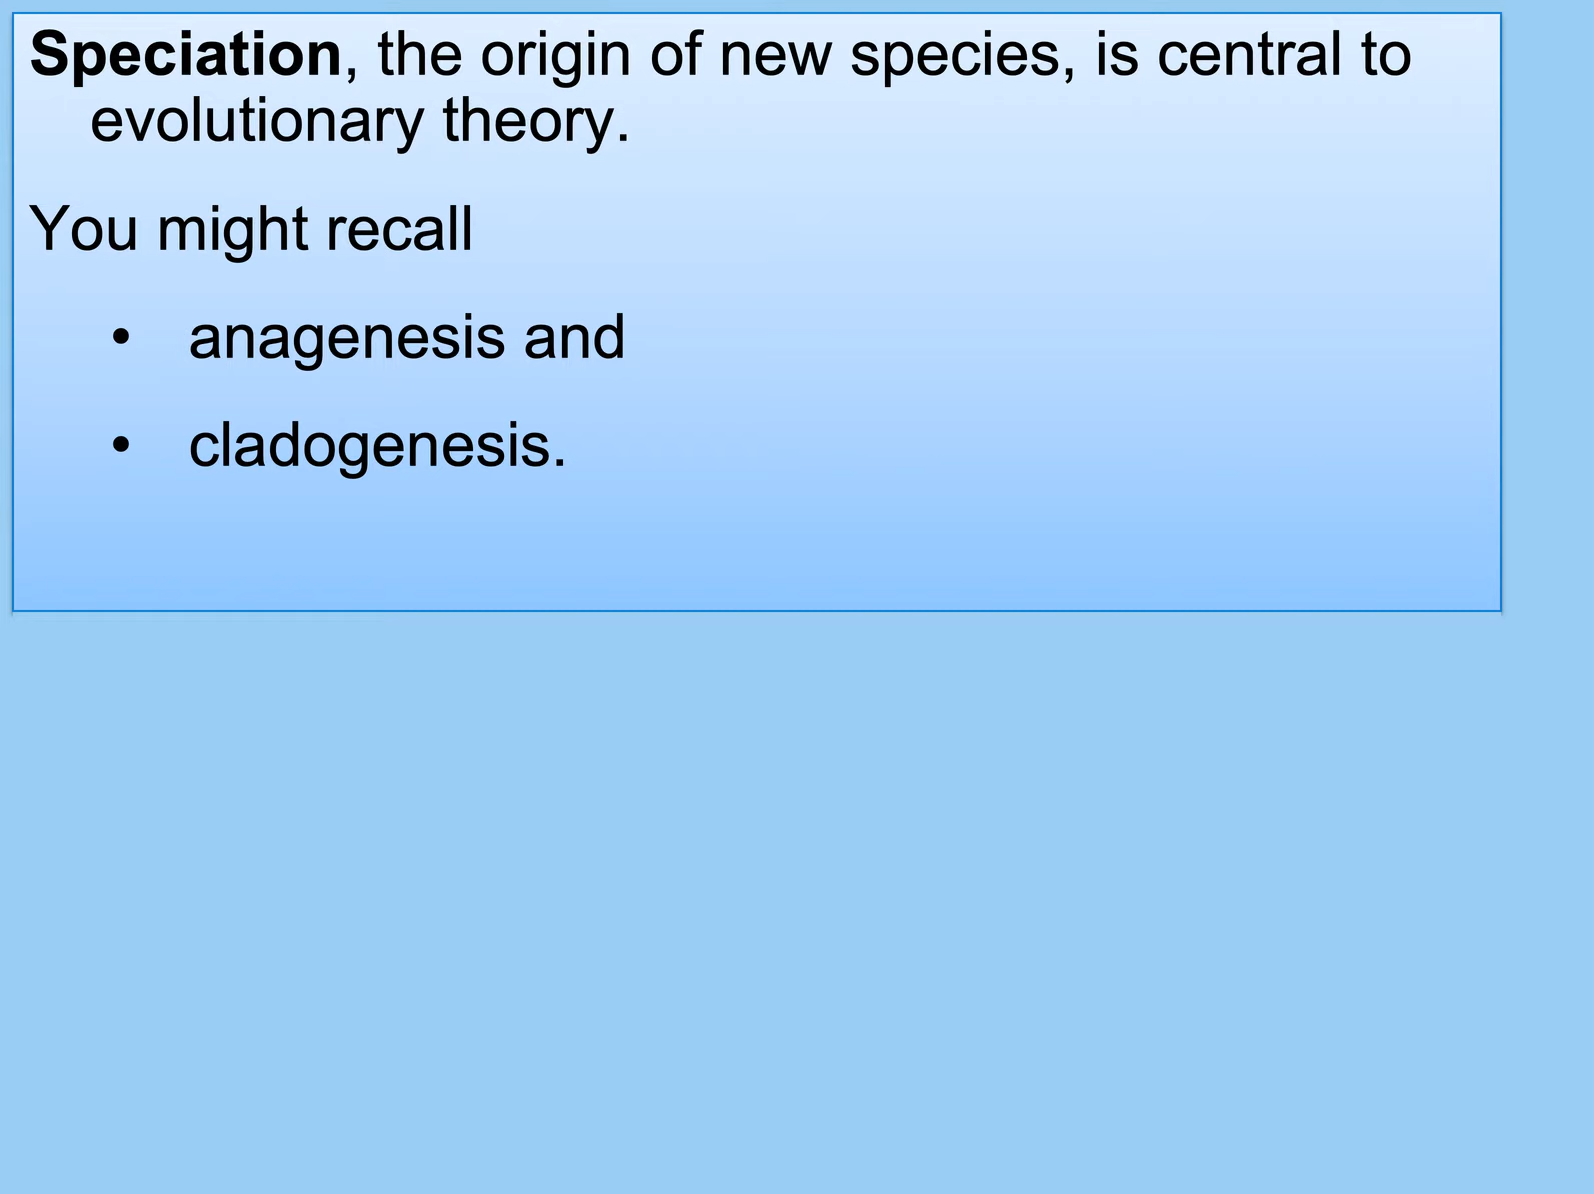 Speciation, the origin of new species, is central to
evolutionary theory.
You might recall
• anagenesis and
• cladogenesis.